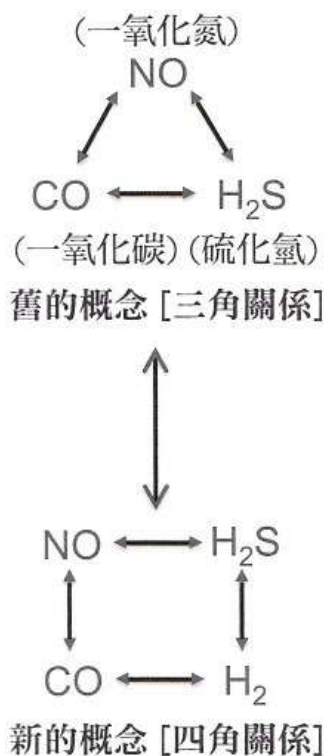 (一氧化氮)
NO
CO H₂S
(一氧化碳)(硫化氫)
舊的概念 [三角關係]
NO H₂S
CO H₂
新的概念 [四角關係]